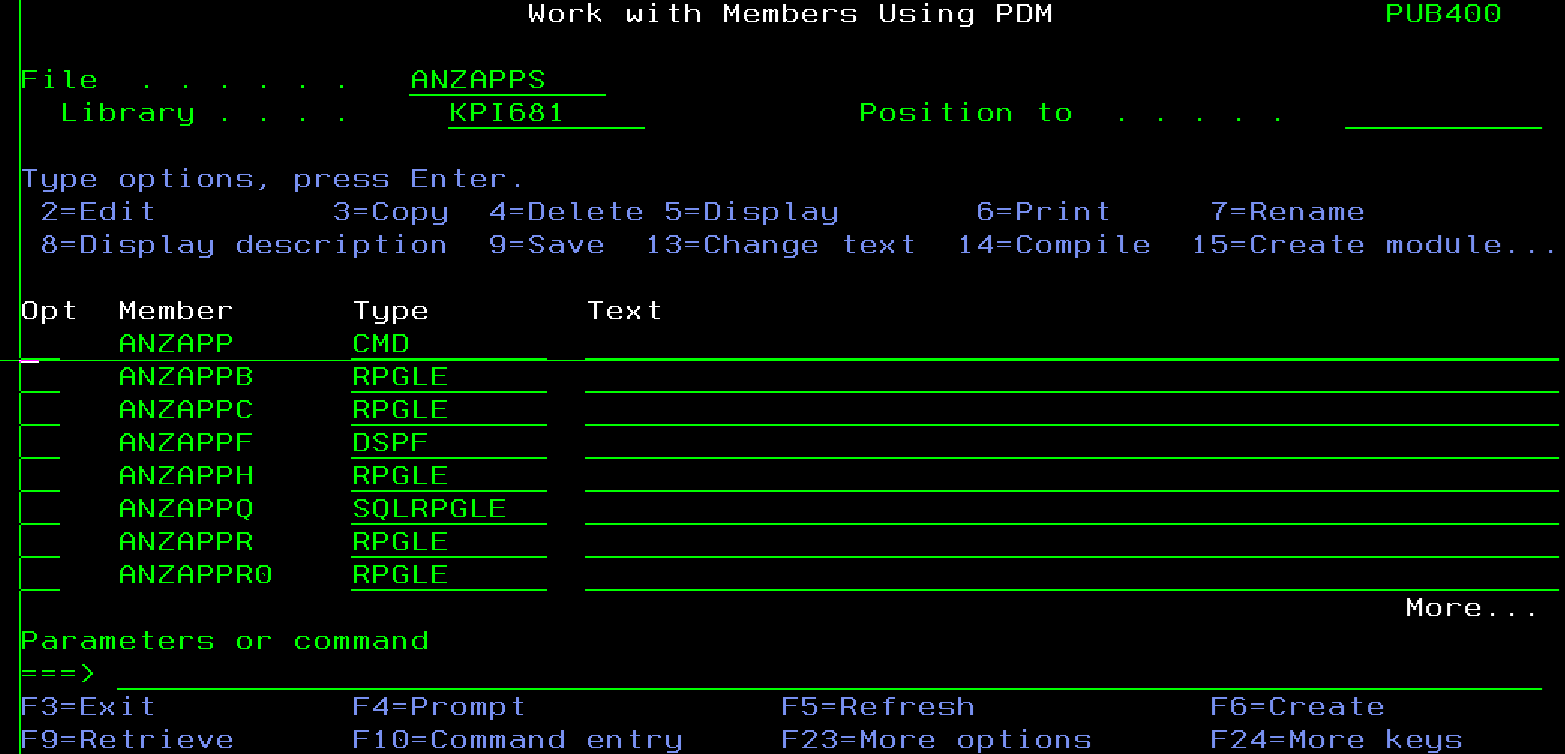 Work with Members Using PDM PUB400
File . . . . . . ANZAPPS
Library . . . . KPI681 Position to . . . . .
Type options, press Enter.
2=Edit 3=Copy 4=Delete 5=Display 6=Print 7=Rename
8=Display description 9=Save 13=Change text 14=Compile 15=Create module...
Opt Member Type Text
ANZAPP CMD
ANZAPPB RPGLE
ANZAPPC RPGLE
ANZAPPF DSPF
ANZAPPH RPGLE
ANZAPPQ SQLRPGLE
ANZAPPR RPGLE
ANZAPPR0 RPGLE
More...
Parameters or command
===>
F3=Exit F4=Prompt F5=Refresh F6=Create
F9=Retrieve F10=Command entry F23=More options F24=More keys